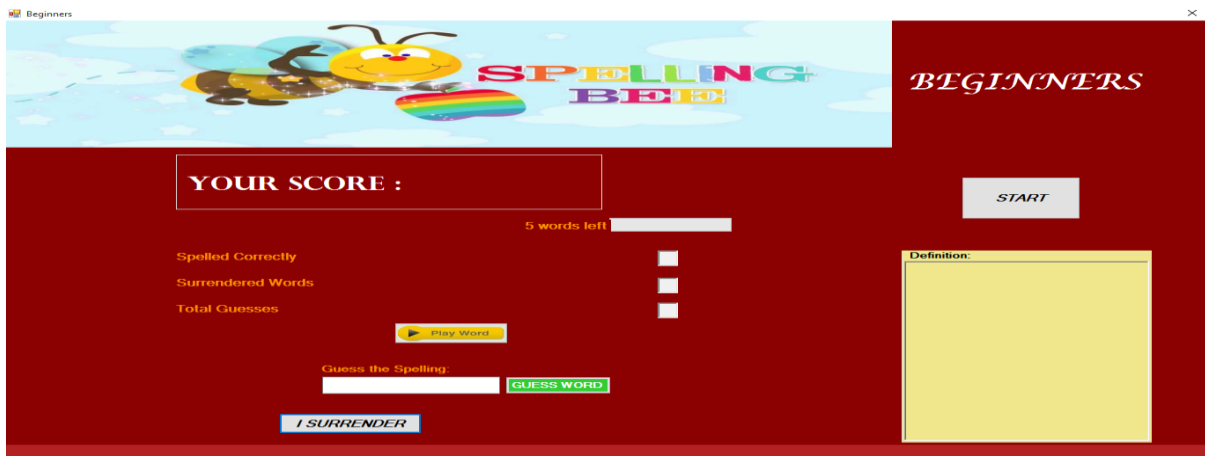 Beginners
SPELLING
BEE
BEGINNERS
YOUR SCORE :
START
5 words left
Spelled Correctly
Definition:
Surrendered Words
Total Guesses
Play Word
Guess the Spelling:
GUESS WORD
I SURRENDER